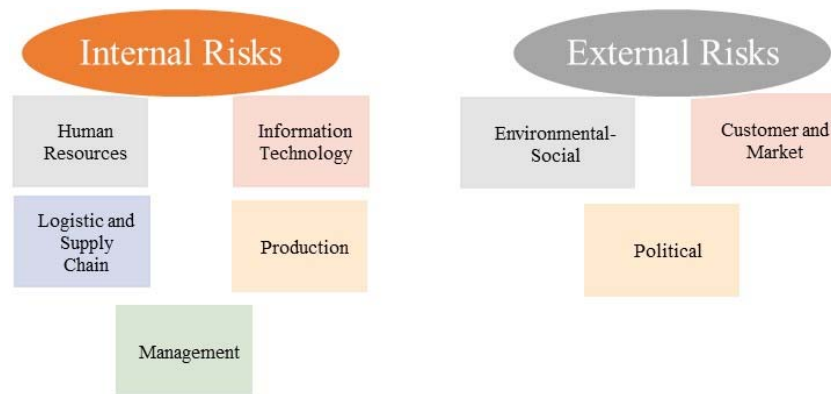 Internal Risks
External Risks
Human
Resources
Information
Technology
Environmental-
Social
Customer and
Market
Logistic and
Supply
Chain
Production
Political
Management